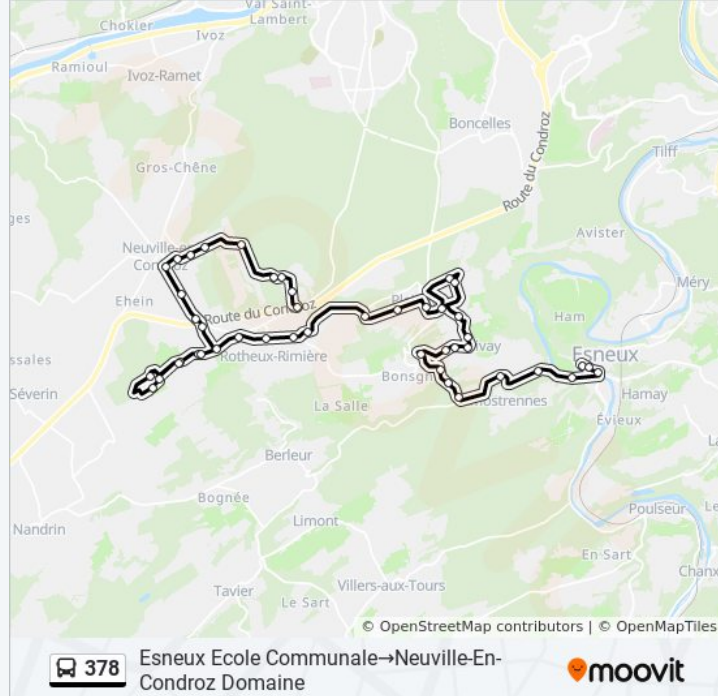 Val Saint-
Lambert
Chokier
Ivoz
Ramioul
Ivoz-Ramet
Boncelles
Route du Condroz
Tilff
Gros-Chêne
ges
Avister
Neuville-en-
Condroz
Méry
Ehein
Route du Condroz
Ham
ssales
Rotheux-Rimière
Esneux
Séverin
Hamay
La Salle
Évieux
Berleur
Bognée
Poulseur
Limont
Nandrin
En-Sart
Chanx
Tavier
Villers-aux-Tours
Le Sart
© OpenStreetMap contributors | © OpenMapTiles
378
Esneux Ecole Communale→Neuville-En-
Condroz Domaine
moovit